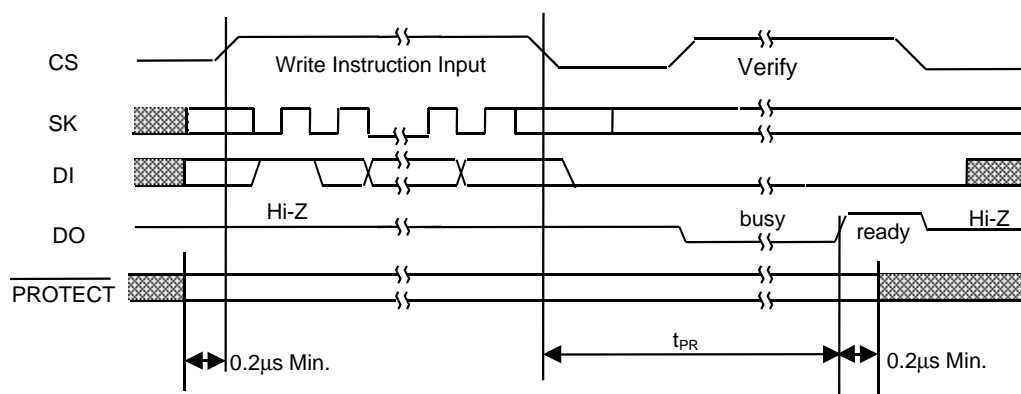 CS
Write Instruction Input
Verify
SK
DI
Hi-Z
DO
busy
ready
Hi-Z
PROTECT
0.2μs Min.
tPR
0.2μs Min.